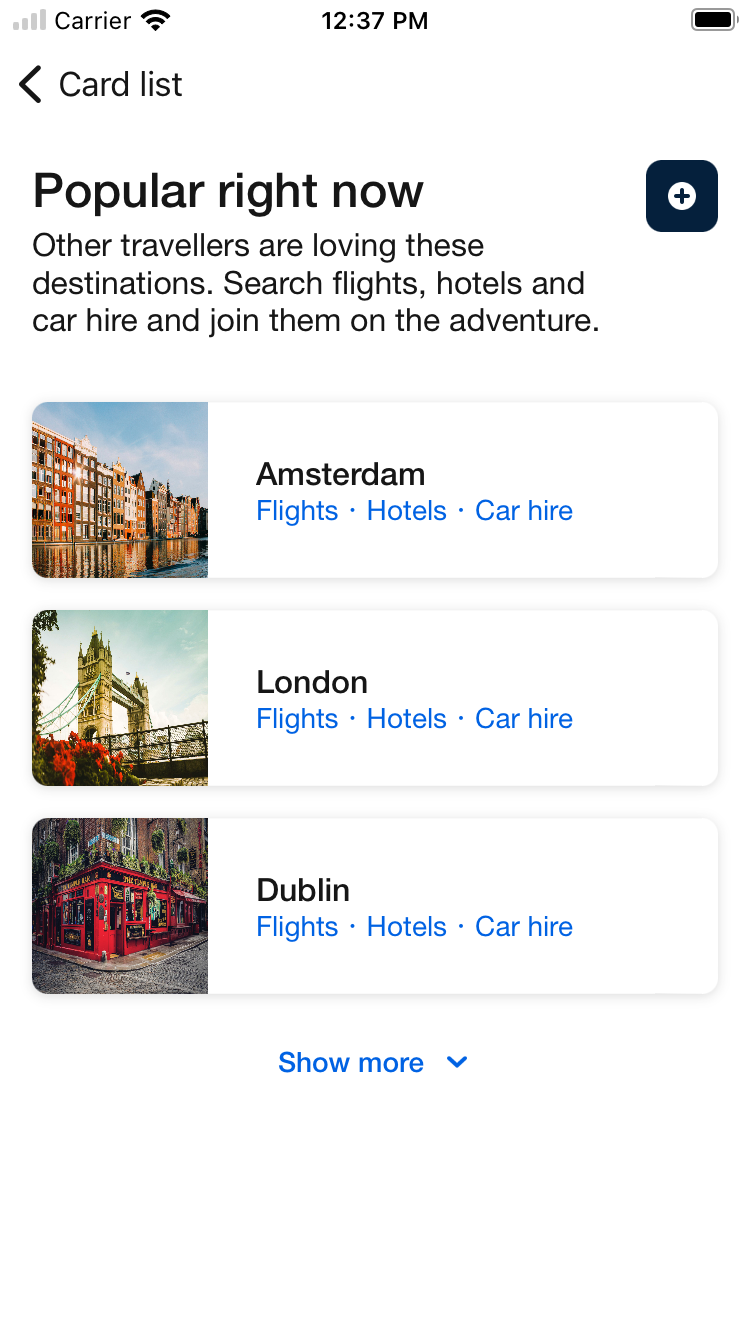 Carrier 12:37 PM
Card list
Popular right now
Other travellers are loving these
destinations. Search flights, hotels and
car hire and join them on the adventure.
Amsterdam
Flights · Hotels · Car hire
London
Flights · Hotels · Car hire
Dublin
Flights · Hotels · Car hire
Show more